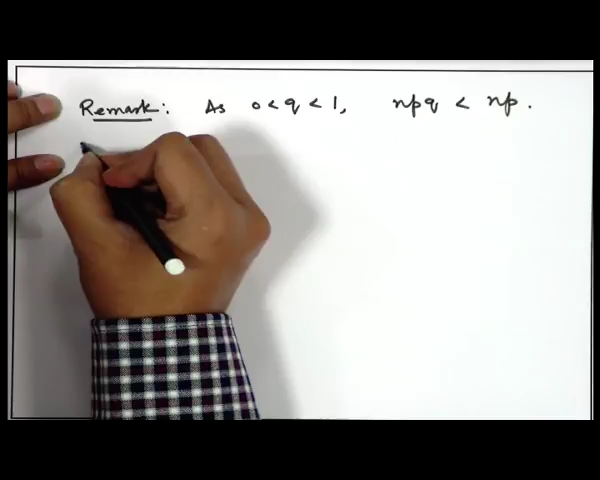 Remark: As 0 < q < 1, npq < np.